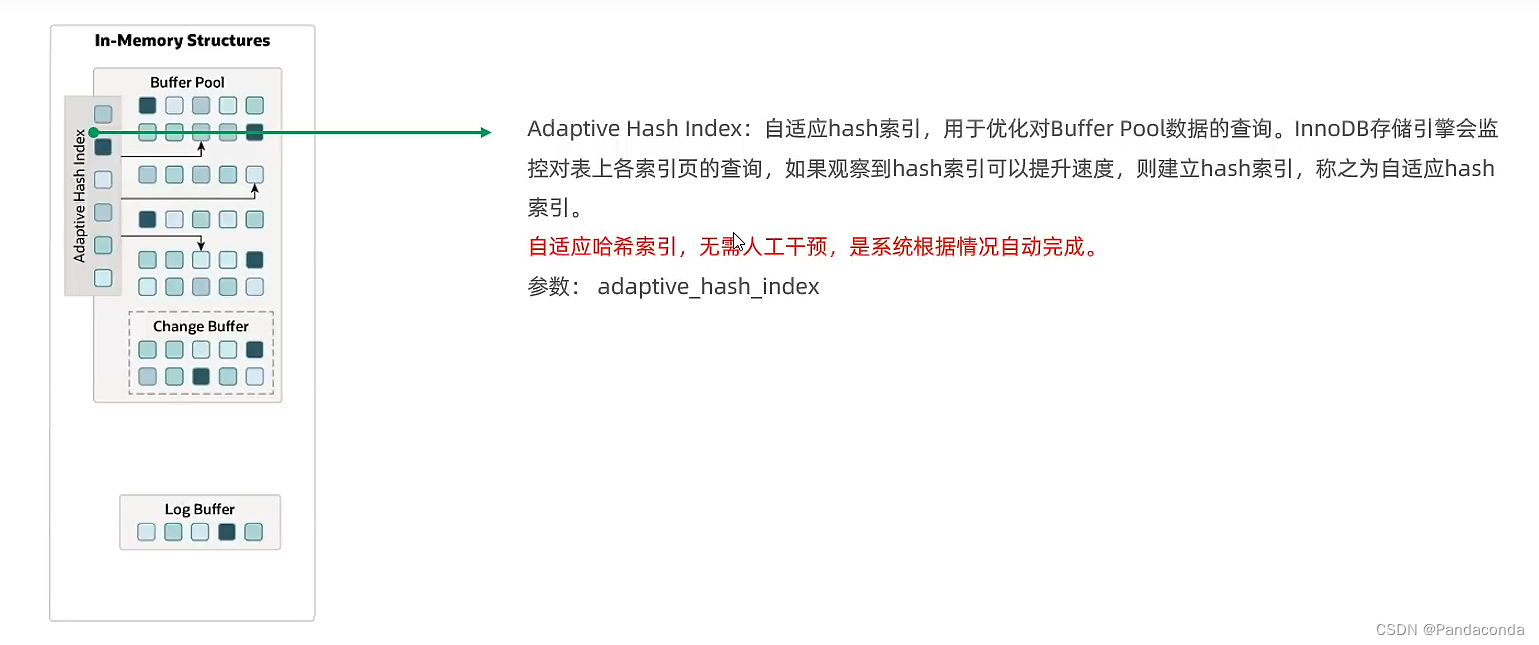 In-Memory Structures
Buffer Pool
Adaptive Hash Index
Change Buffer
Log Buffer
Adaptive Hash Index：自适应hash索引，用于优化对Buffer Pool数据的查询。InnoDB存储引擎会监
控对表上各索引页的查询，如果观察到hash索引可以提升速度，则建立hash索引，称之为自适应hash
索引。
自适应哈希索引，无需人工干预，是系统根据情况自动完成。
参数： adaptive_hash_index
CSDN @Pandaconda